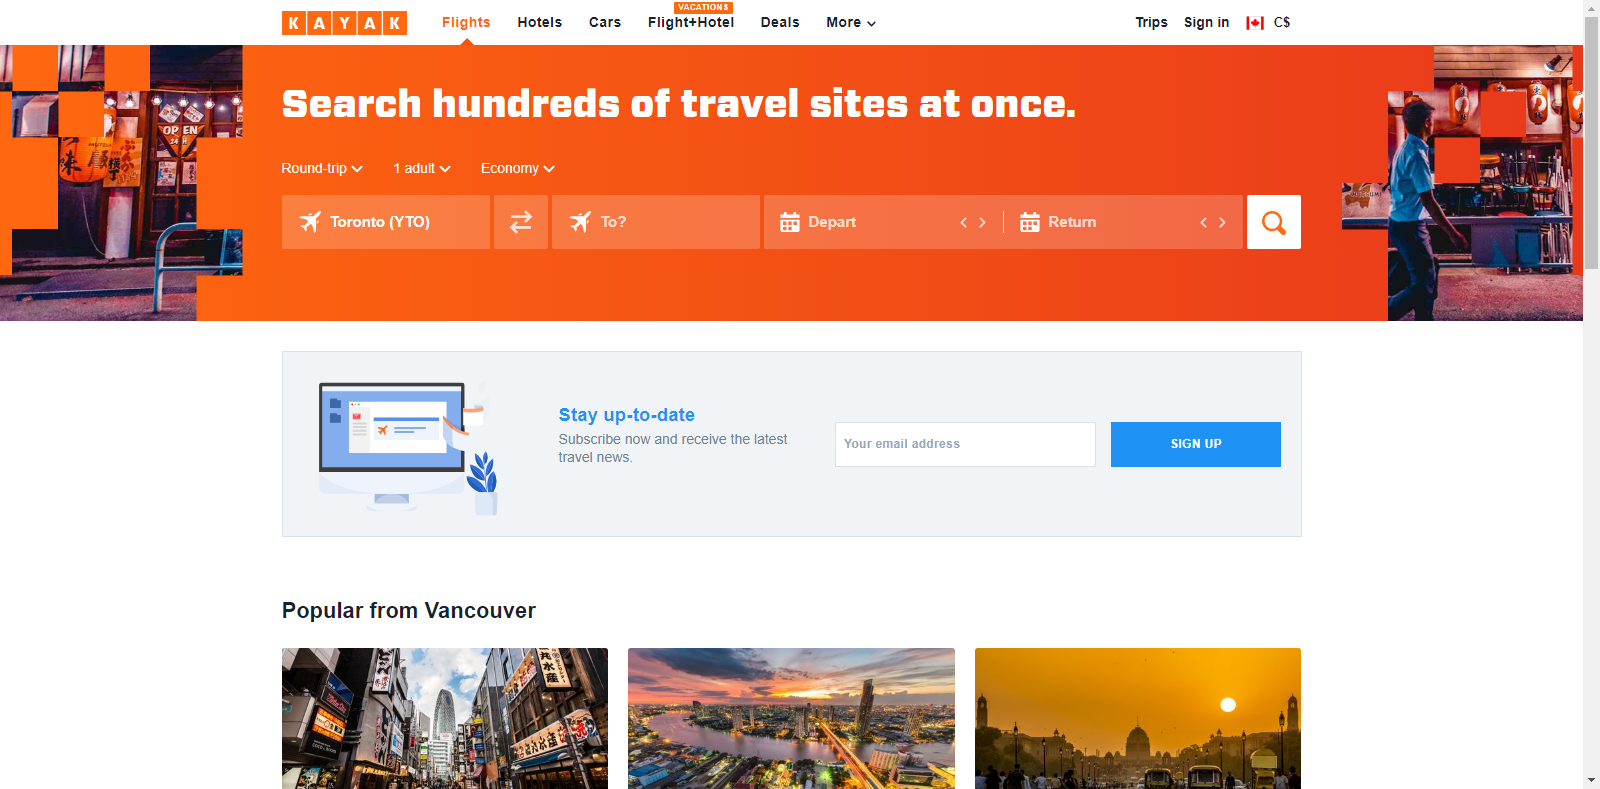 KAYAK
Flights
Hotels
Cars
VACATIONS
Flight+Hotel
Deals
More
Trips
Sign in
C$
OPEN
Search hundreds of travel sites at once.
Round-trip
1 adult
Economy
Toronto (YTO)
To?
Depart
Return
Stay up-to-date
Subscribe now and receive the latest
travel news.
Your email address
SIGN UP
Popular from Vancouver